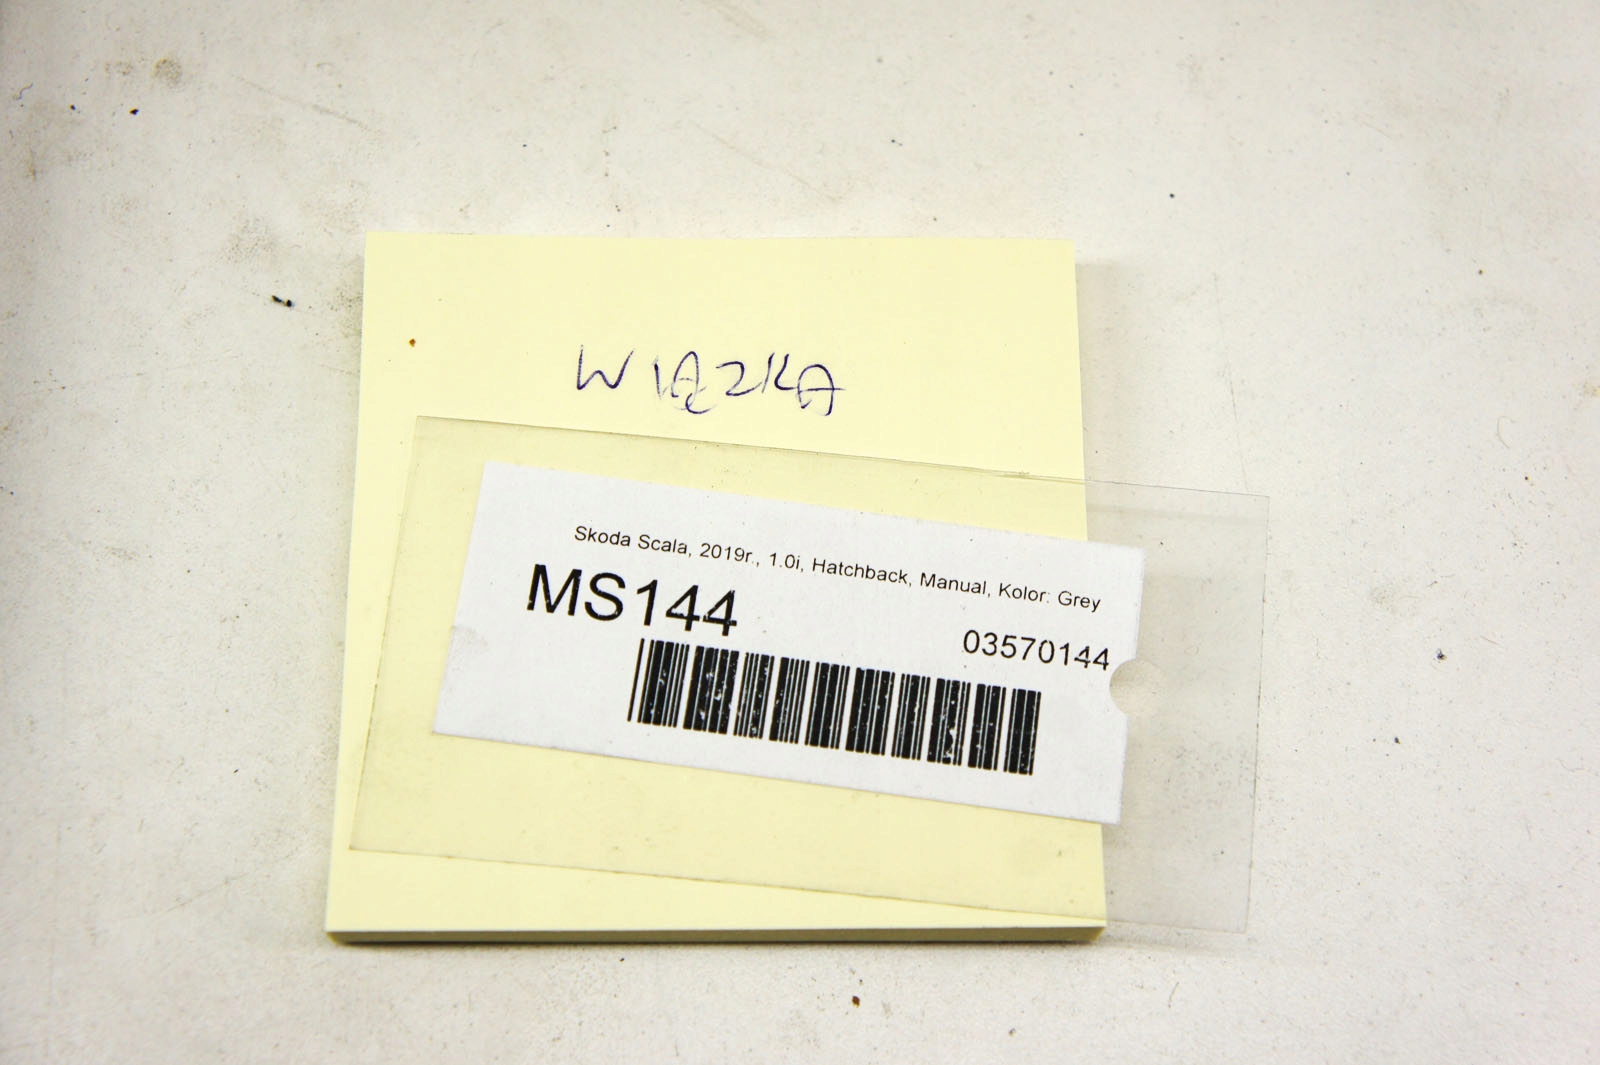 WIĄZKA
Skoda Scala, 2019r., 1.0i, Hatchback, Manual, Kolor: Grey
MS144
03570144